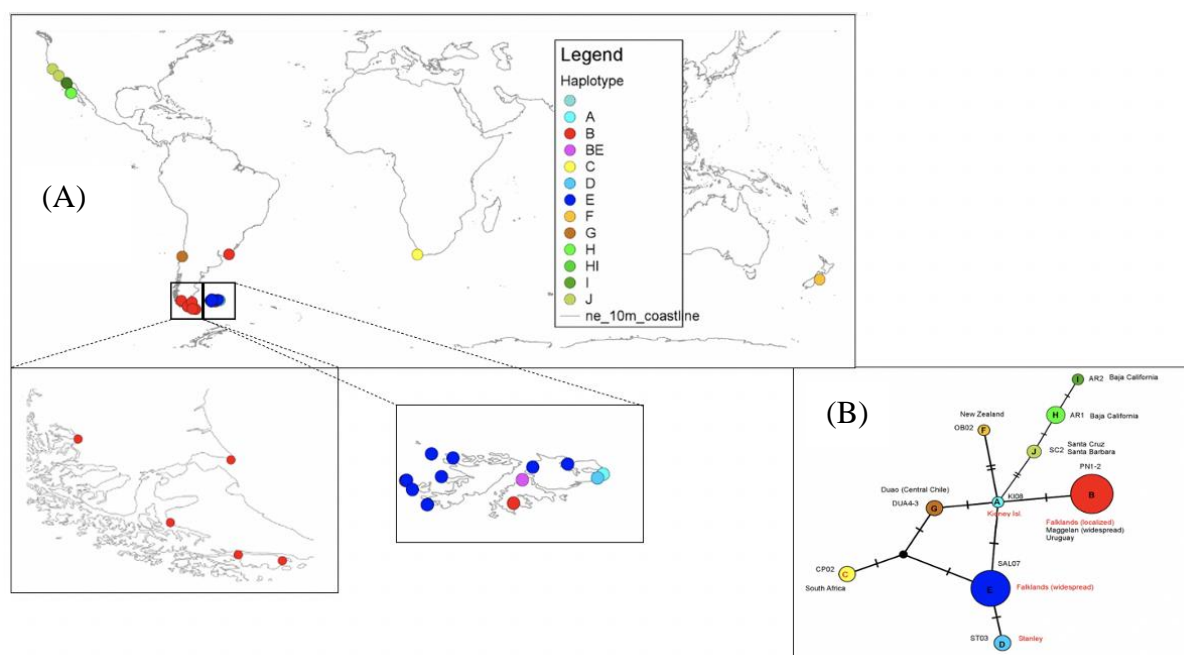 Legend
Haplotype
A
B
BE
C
D
E
F
G
H
HI
I
J
ne_10m_coastline
(A)
(B)
I AR2 Baja California
H AR1 Baja California
New Zealand
F
OB02
J SC2 Santa Cruz
Santa Barbara
PN1-2
B
Duao (Central Chile)
DUA4-3
G
A KI08
Kidney Isl.
Falklands (localized)
Maggelan (widespread)
Uruguay
SAL07
CP02
C
South Africa
E
Falklands (widespread)
ST03
D
Stanley